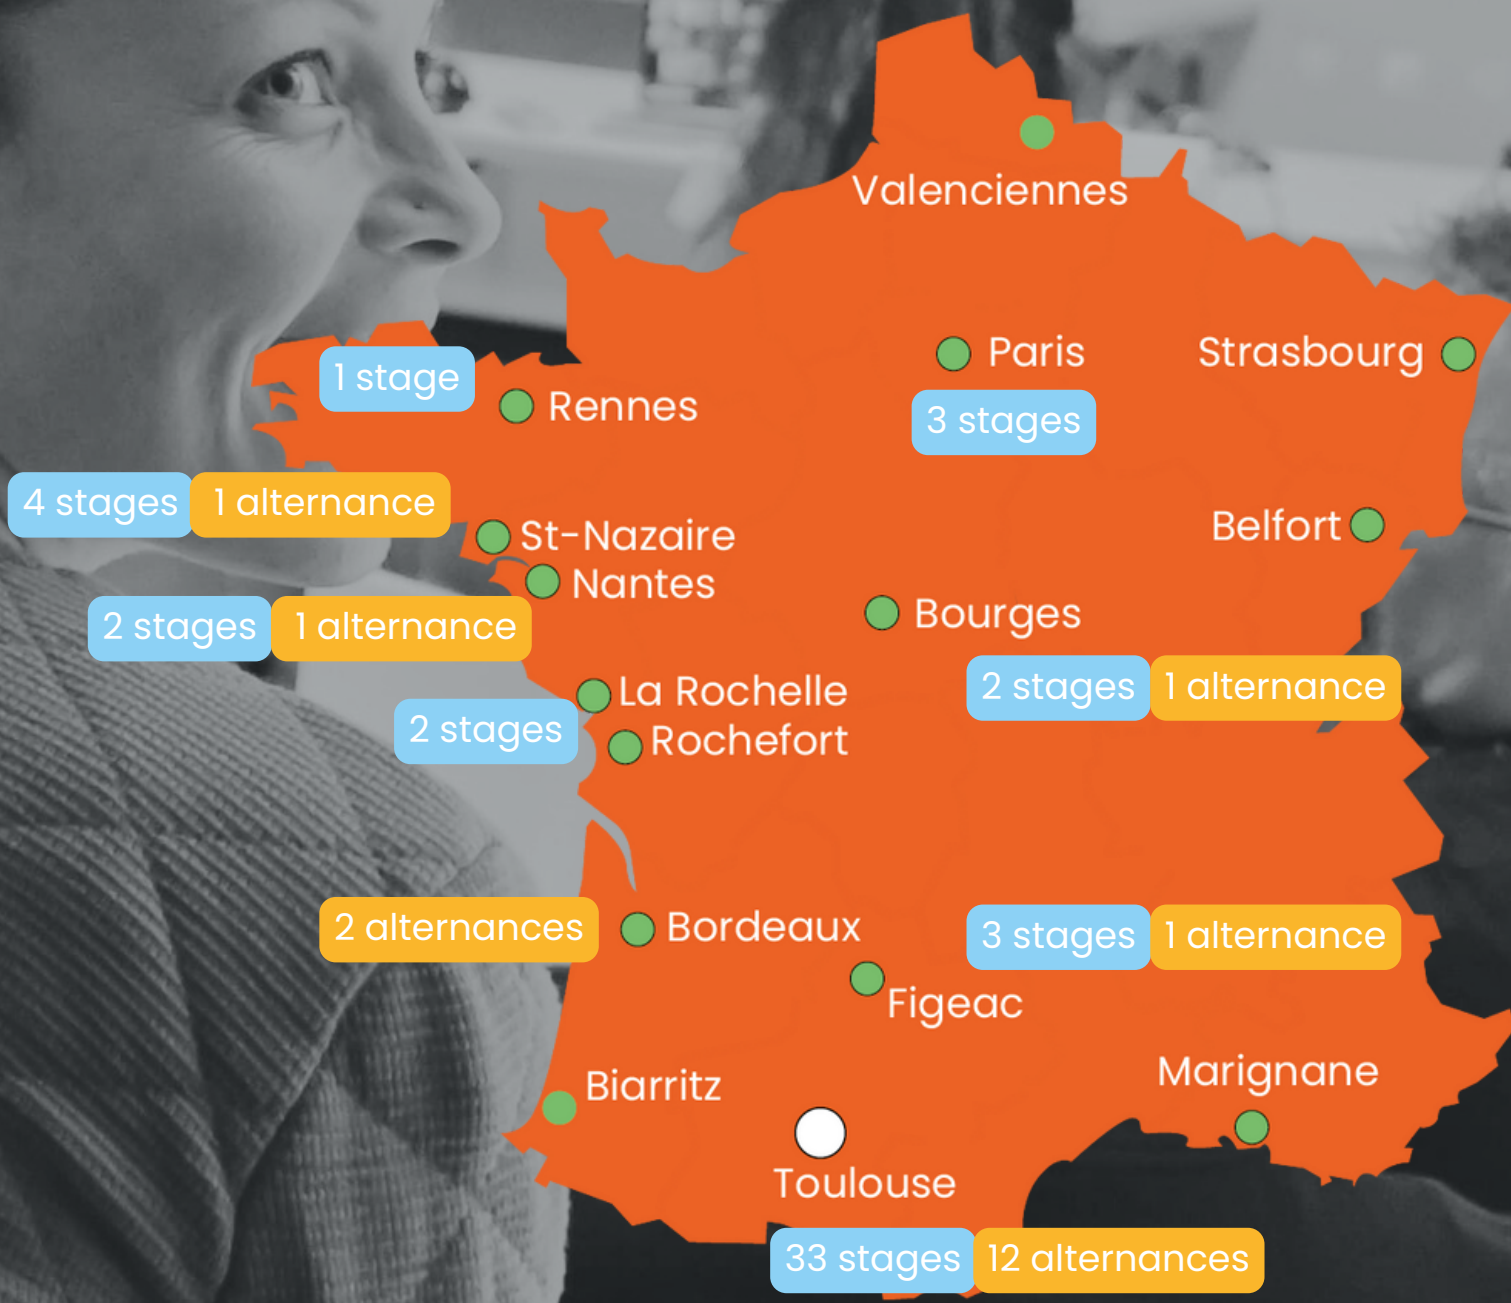 Valenciennes
Paris
Strasbourg
3 stages
1 stage
Rennes
4 stages 1 alternance
St-Nazaire
Belfort
Nantes
2 stages 1 alternance
Bourges
2 stages 1 alternance
La Rochelle
2 stages
Rochefort
2 alternances
Bordeaux
3 stages 1 alternance
Figeac
Marignane
Biarritz
Toulouse
33 stages 12 alternances